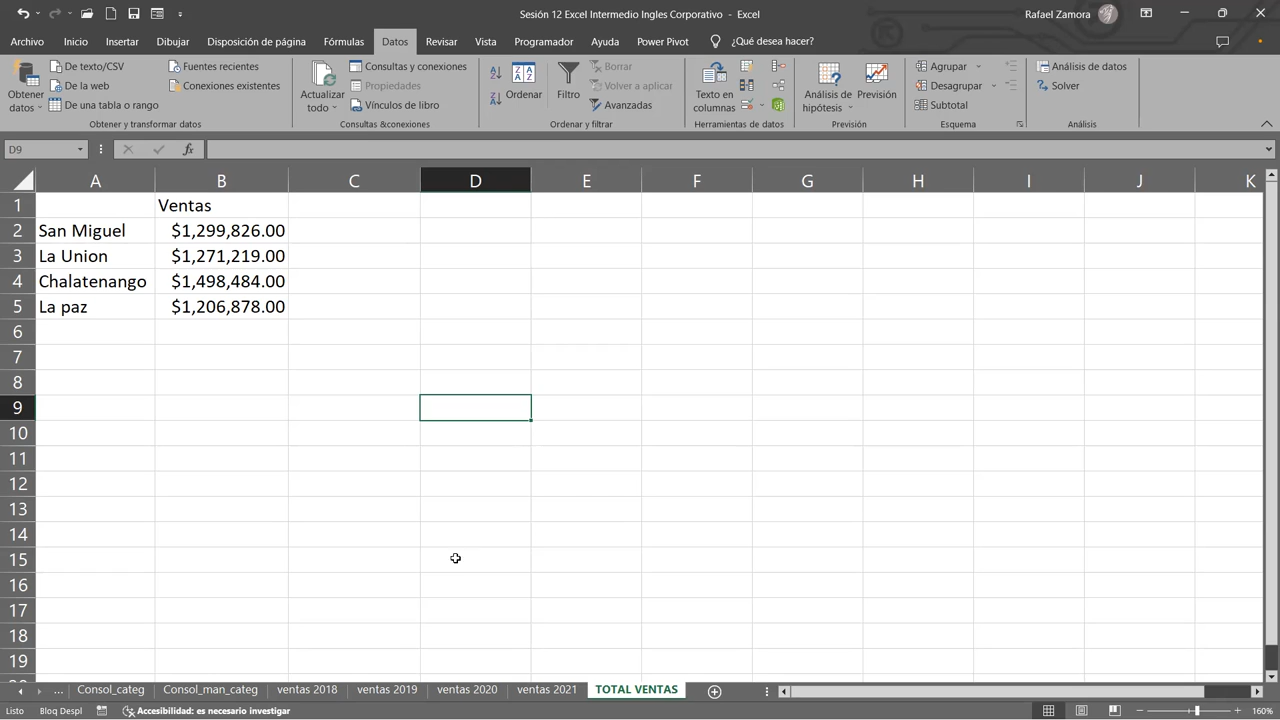 Sesión 12 Excel Intermedio Ingles Corporativo - Excel
Rafael Zamora
Archivo Inicio Insertar Dibujar Disposición de página Fórmulas Datos Revisar Vista Programador Ayuda Power Pivot ¿Qué desea hacer?
Obtener datos
De texto/CSV
De la web
De una tabla o rango
Fuentes recientes
Conexiones existentes
Obtener y transformar datos
Actualizar todo
Consultas y conexiones
Propiedades
Vínculos de libro
Consultas &conexiones
Ordenar
Filtro
Borrar
Volver a aplicar
Avanzadas
Ordenar y filtrar
Texto en columnas
Herramientas de datos
Análisis de hipótesis
Previsión
Previsión
Agrupar
Desagrupar
Subtotal
Esquema
Análisis de datos
Solver
Análisis
D9
fx
A B C D E F G H I J K
1 Ventas
2 San Miguel $1,299,826.00
3 La Union $1,271,219.00
4 Chalatenango $1,498,484.00
5 La paz $1,206,878.00
6
7
8
9
10
11
12
13
14
15
16
17
18
19
... Consol_categ Consol_man_categ ventas 2018 ventas 2019 ventas 2020 ventas 2021 TOTAL VENTAS
Listo Bloq Despl Accesibilidad: es necesario investigar 160%